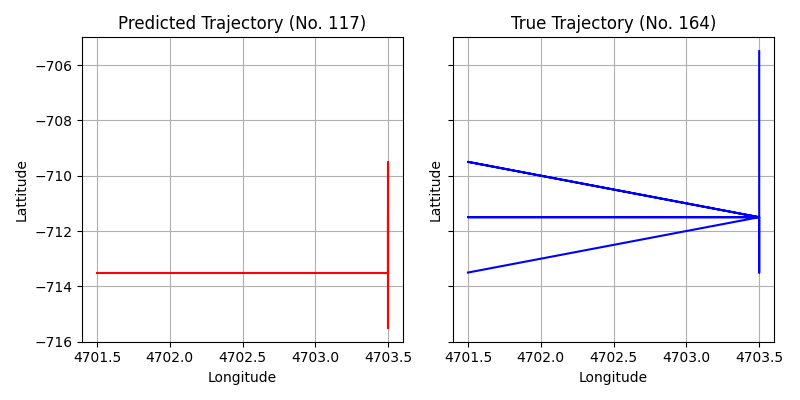 Predicted Trajectory (No. 117)
True Trajectory (No. 164)
Lattitude
−706
−708
−710
−712
−714
−716
4701.5 4702.0 4702.5 4703.0 4703.5
Longitude
Lattitude
4701.5 4702.0 4702.5 4703.0 4703.5
Longitude